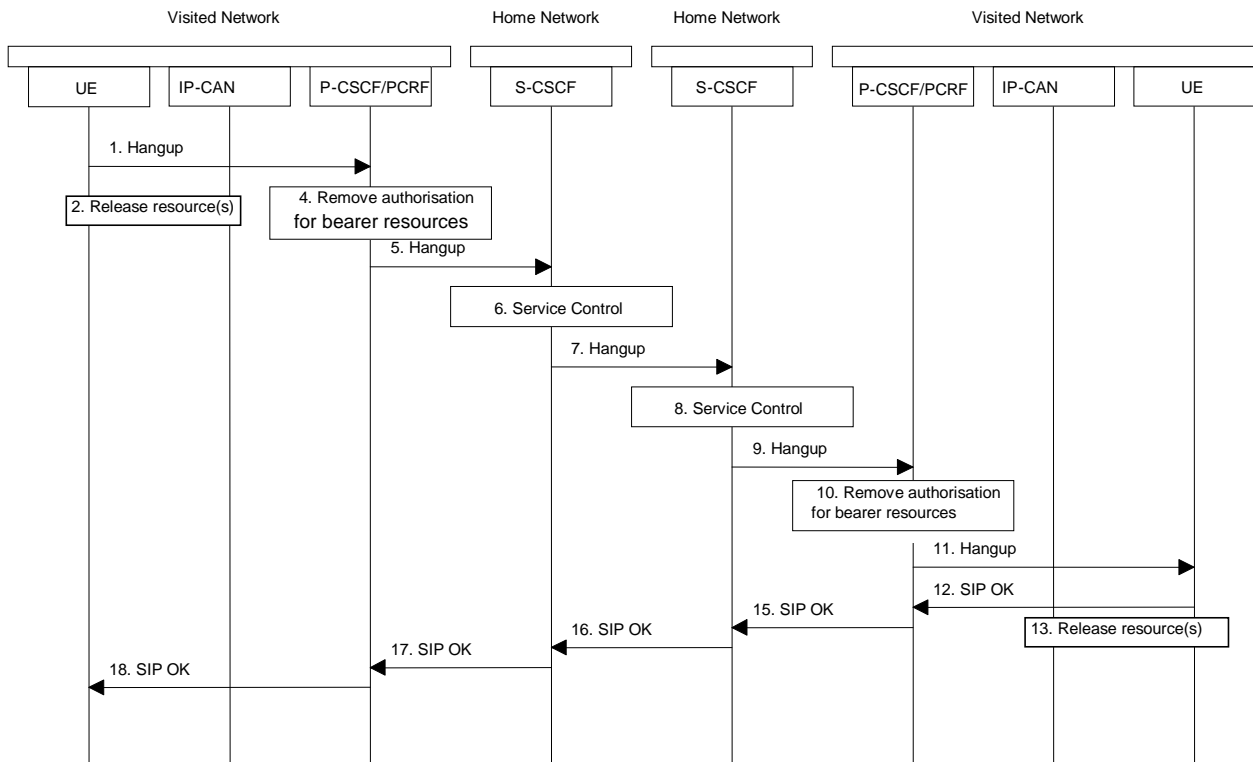 Visited Network
Home Network
Home Network
Visited Network
UE
IP-CAN
P-CSCF/PCRF
S-CSCF
S-CSCF
P-CSCF/PCRF
IP-CAN
UE
1. Hangup
2. Release resource(s)
4. Remove authorisation
for bearer resources
5. Hangup
6. Service Control
7. Hangup
8. Service Control
9. Hangup
10. Remove authorisation
for bearer resources
11. Hangup
12. SIP OK
13. Release resource(s)
15. SIP OK
16. SIP OK
17. SIP OK
18. SIP OK